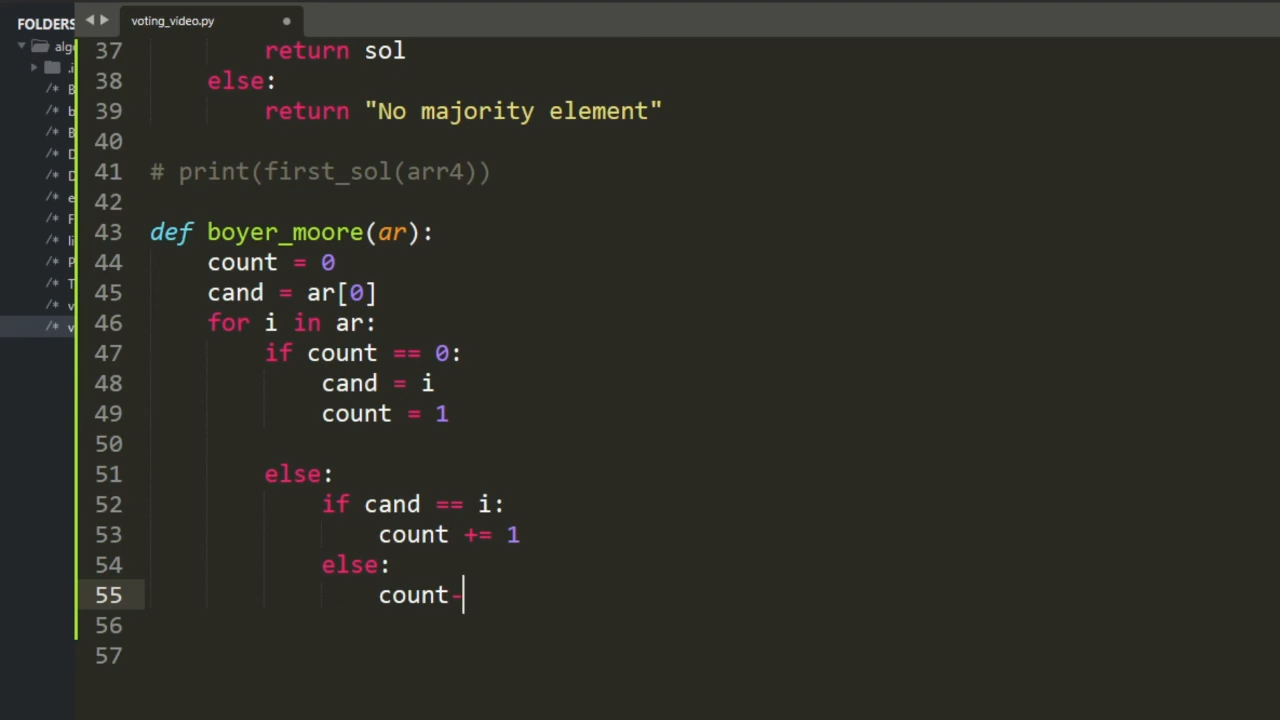 FOLDERS
voting_video.py
alg
37 return sol
38 else:
39 return "No majority element"
40
41 # print(first_sol(arr4))
42
43 def boyer_moore(ar):
44 count = 0
45 cand = ar[0]
46 for i in ar:
47 if count == 0:
48 cand = i
49 count = 1
50
51 else:
52 if cand == i:
53 count += 1
54 else:
55 count-
56
57